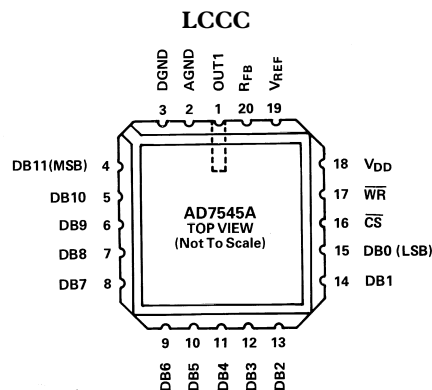 LCCC
DGND AGND OUT1 RFB VREF
3 2 1 20 19
DB11(MSB) 4
DB10 5
DB9 6
DB8 7
DB7 8
AD7545A
TOP VIEW
(Not To Scale)
18 VDD
17 W̅R̅
16 C̅S̅
15 DB0 (LSB)
14 DB1
9 10 11 12 13
DB6 DB5 DB4 DB3 DB2